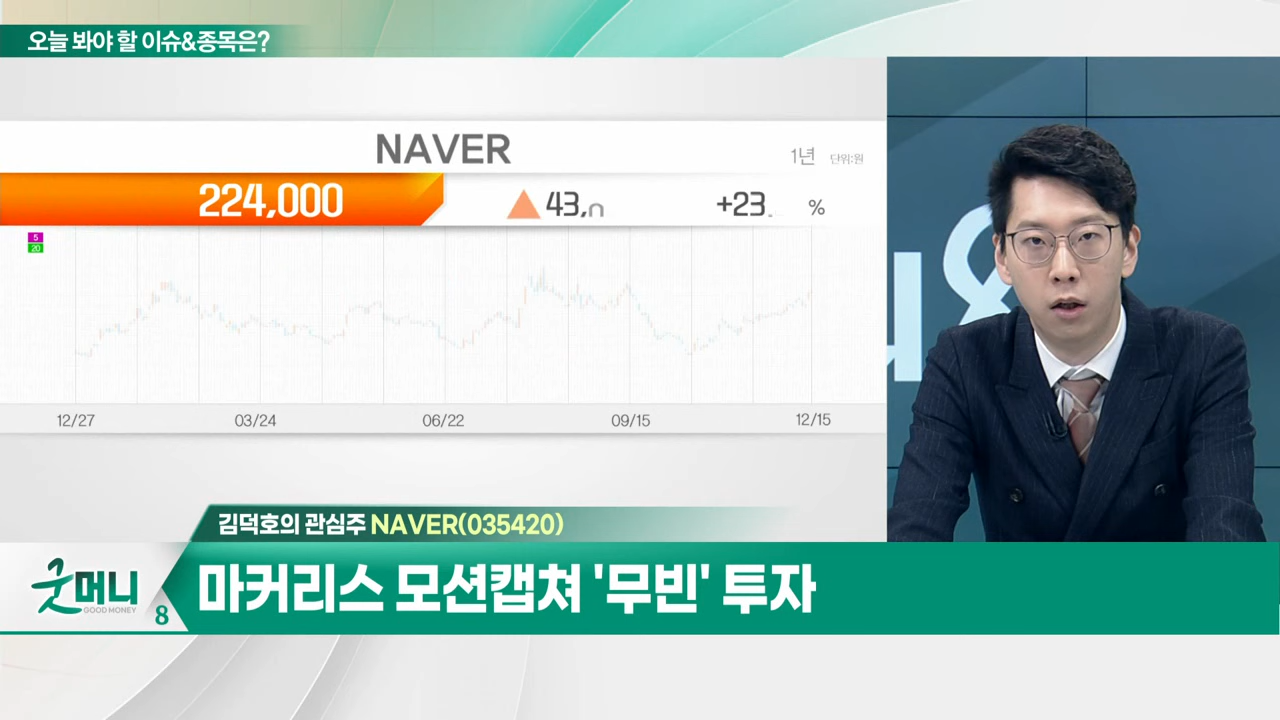 오늘 봐야 할 이슈&종목은?
NAVER
1년 단위:원
224,000 ▲ 43, +23. %
5
20
12/27 03/24 06/22 09/15 12/15
김덕호의 관심주 NAVER(035420)
굿머니
GOOD MONEY
8
마커리스 모션캡쳐 '무빈' 투자